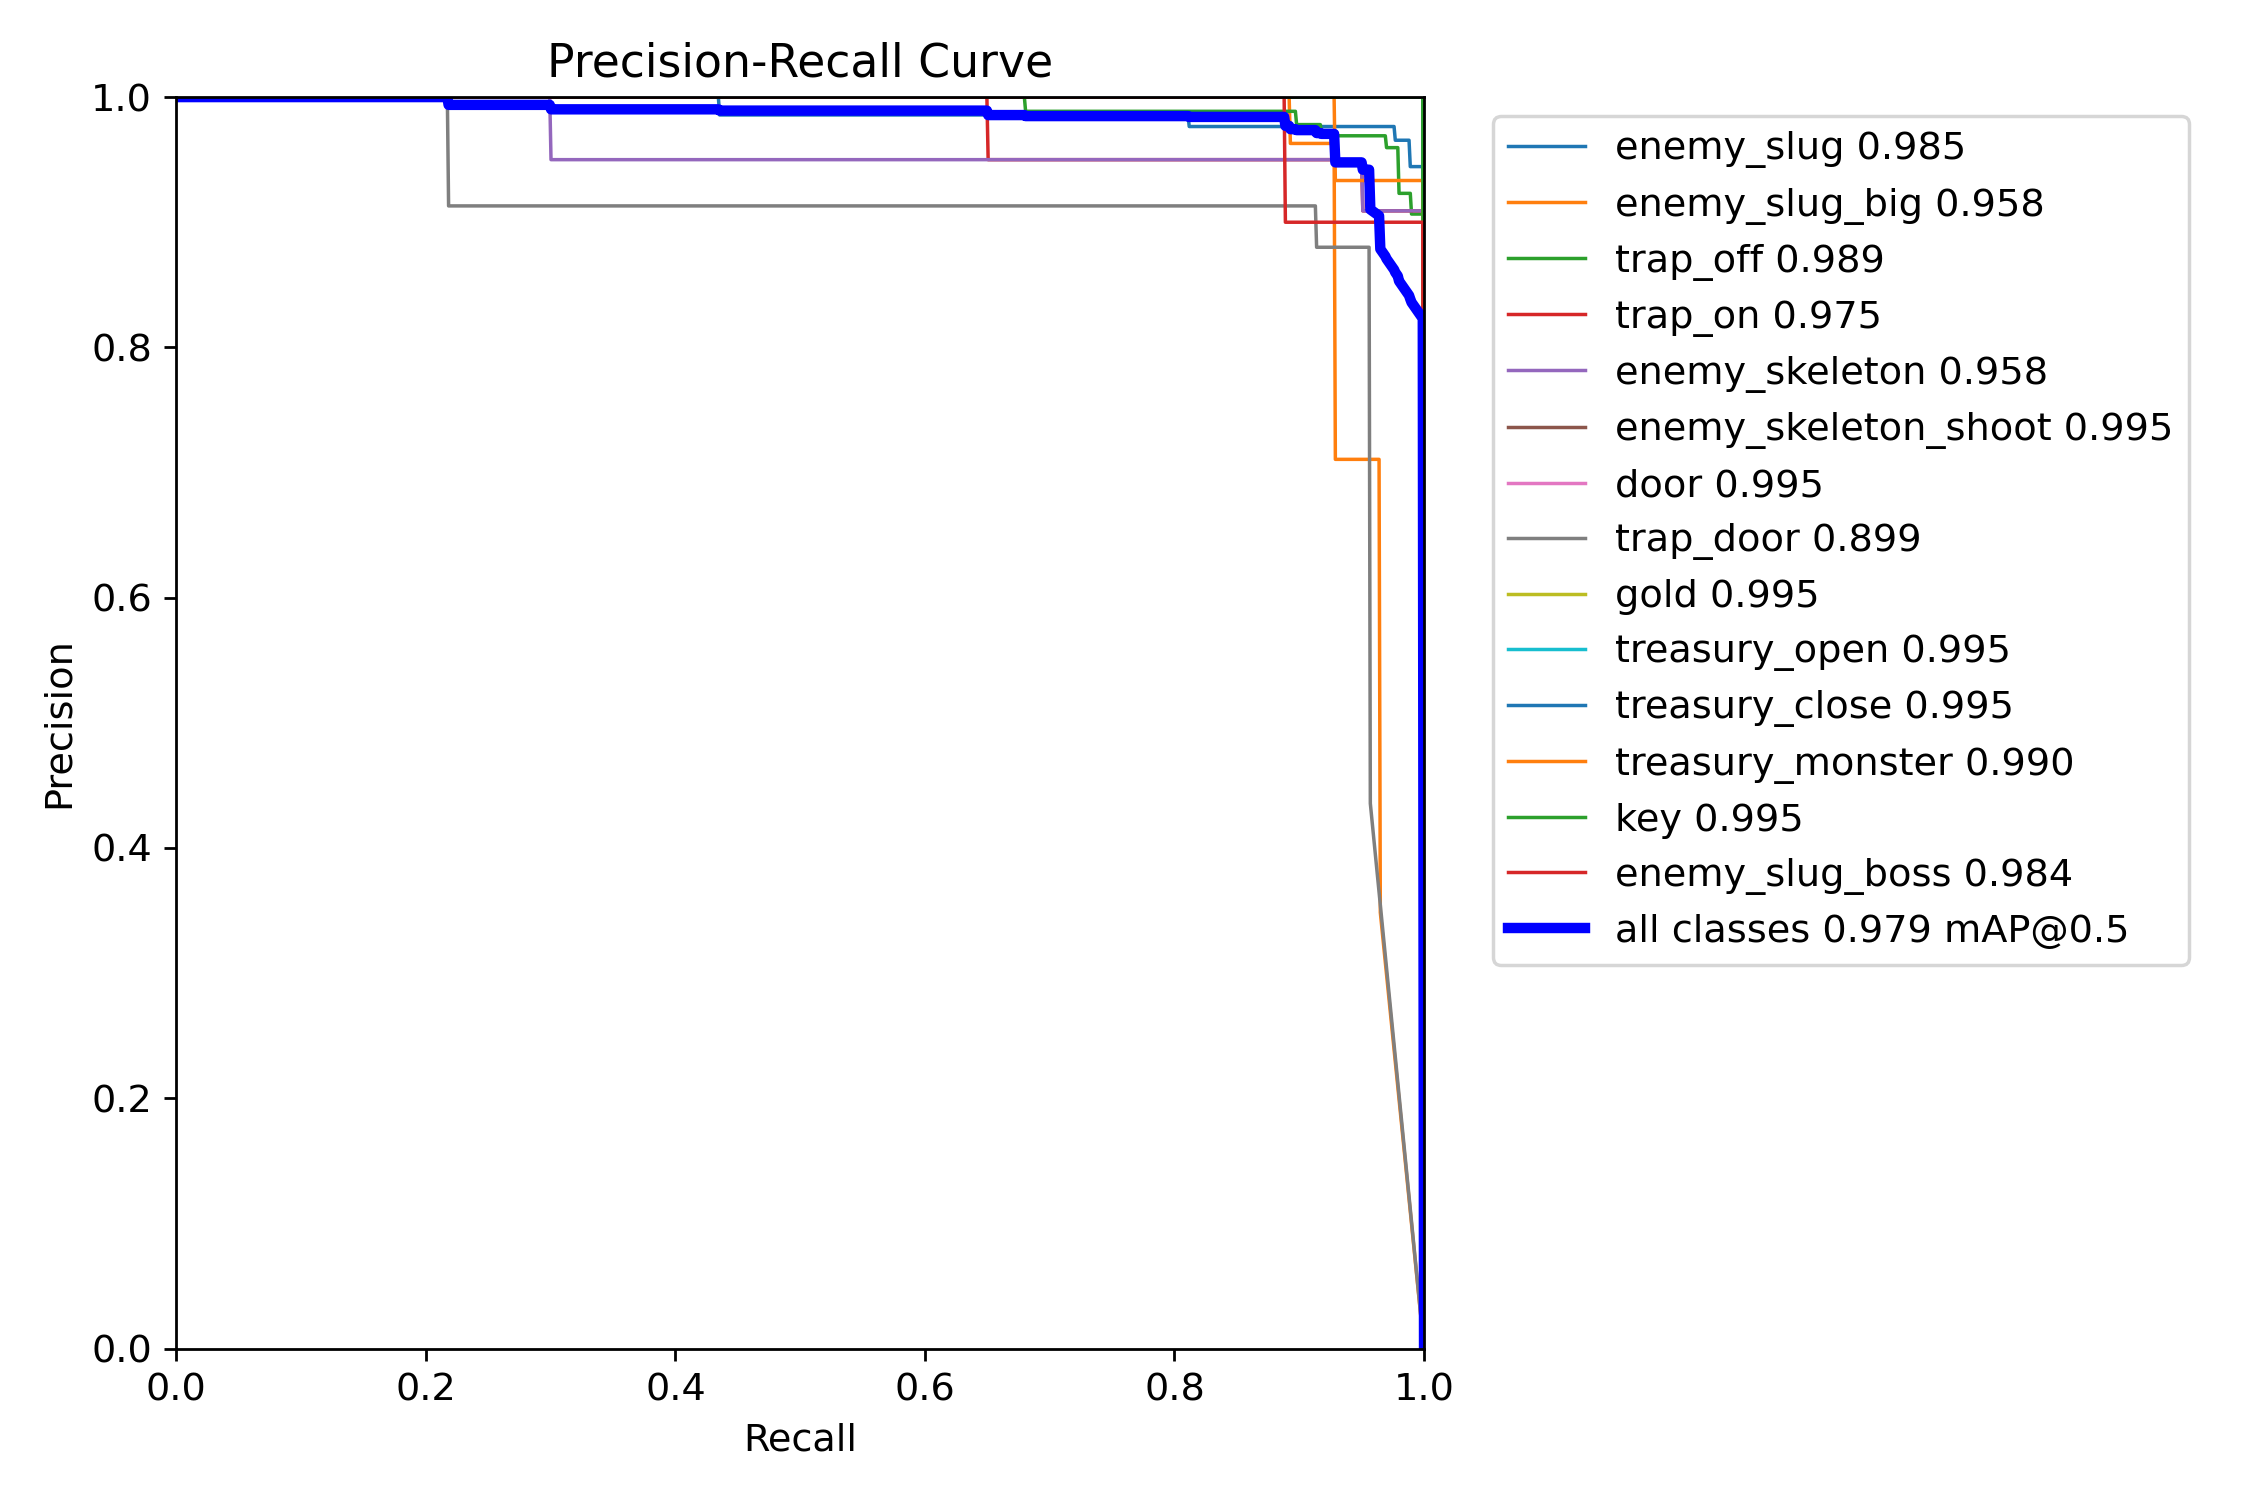 Precision-Recall Curve
1.0
0.8
0.6
0.4
0.2
0.0
Precision
0.0 0.2 0.4 0.6 0.8 1.0
Recall
enemy_slug 0.985
enemy_slug_big 0.958
trap_off 0.989
trap_on 0.975
enemy_skeleton 0.958
enemy_skeleton_shoot 0.995
door 0.995
trap_door 0.899
gold 0.995
treasury_open 0.995
treasury_close 0.995
treasury_monster 0.990
key 0.995
enemy_slug_boss 0.984
all classes 0.979 mAP@0.5